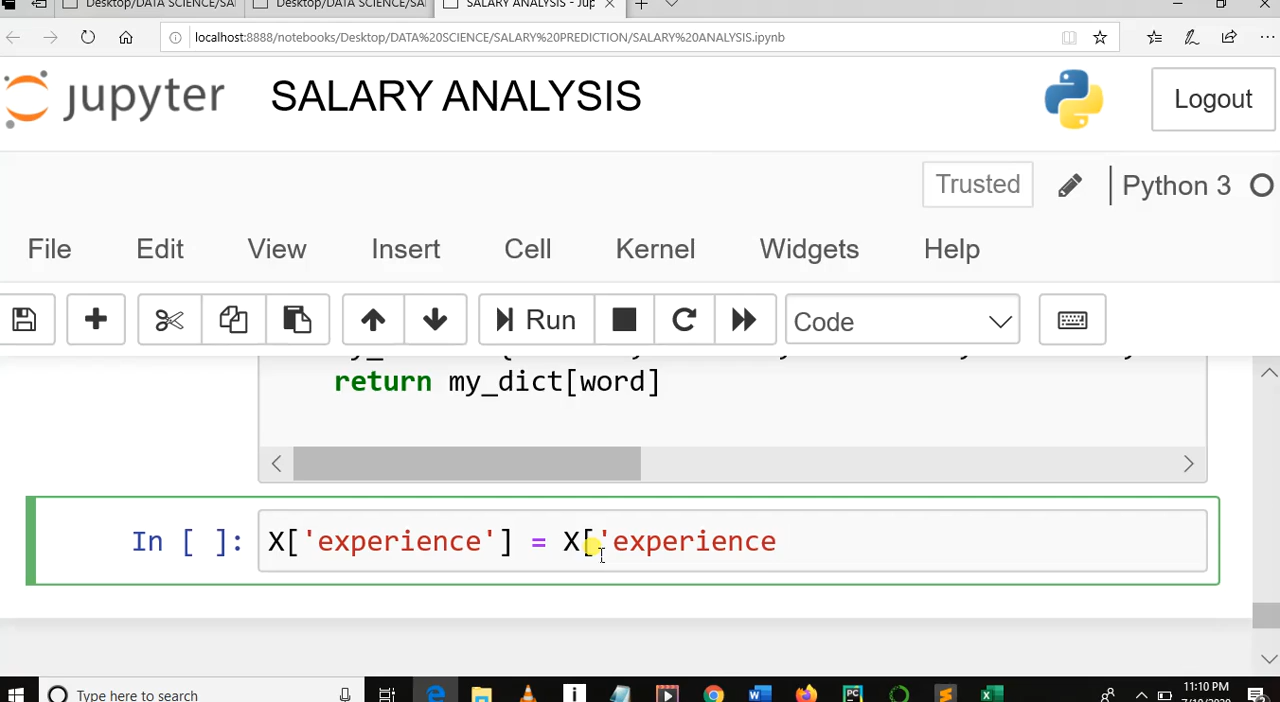 Desktop/DATA SCIENCE/SAL
Desktop/DATA SCIENCE/SAL
SALARY ANALYSIS - Jup
localhost:8888/notebooks/Desktop/DATA%20SCIENCE/SALARY%20PREDICTION/SALARY%20ANALYSIS.ipynb
jupyter SALARY ANALYSIS Logout
Trusted Python 3
File Edit View Insert Cell Kernel Widgets Help
Run Code
return my_dict[word]
In [ ]: X['experience'] = X['experience
Type here to search
11:10 PM